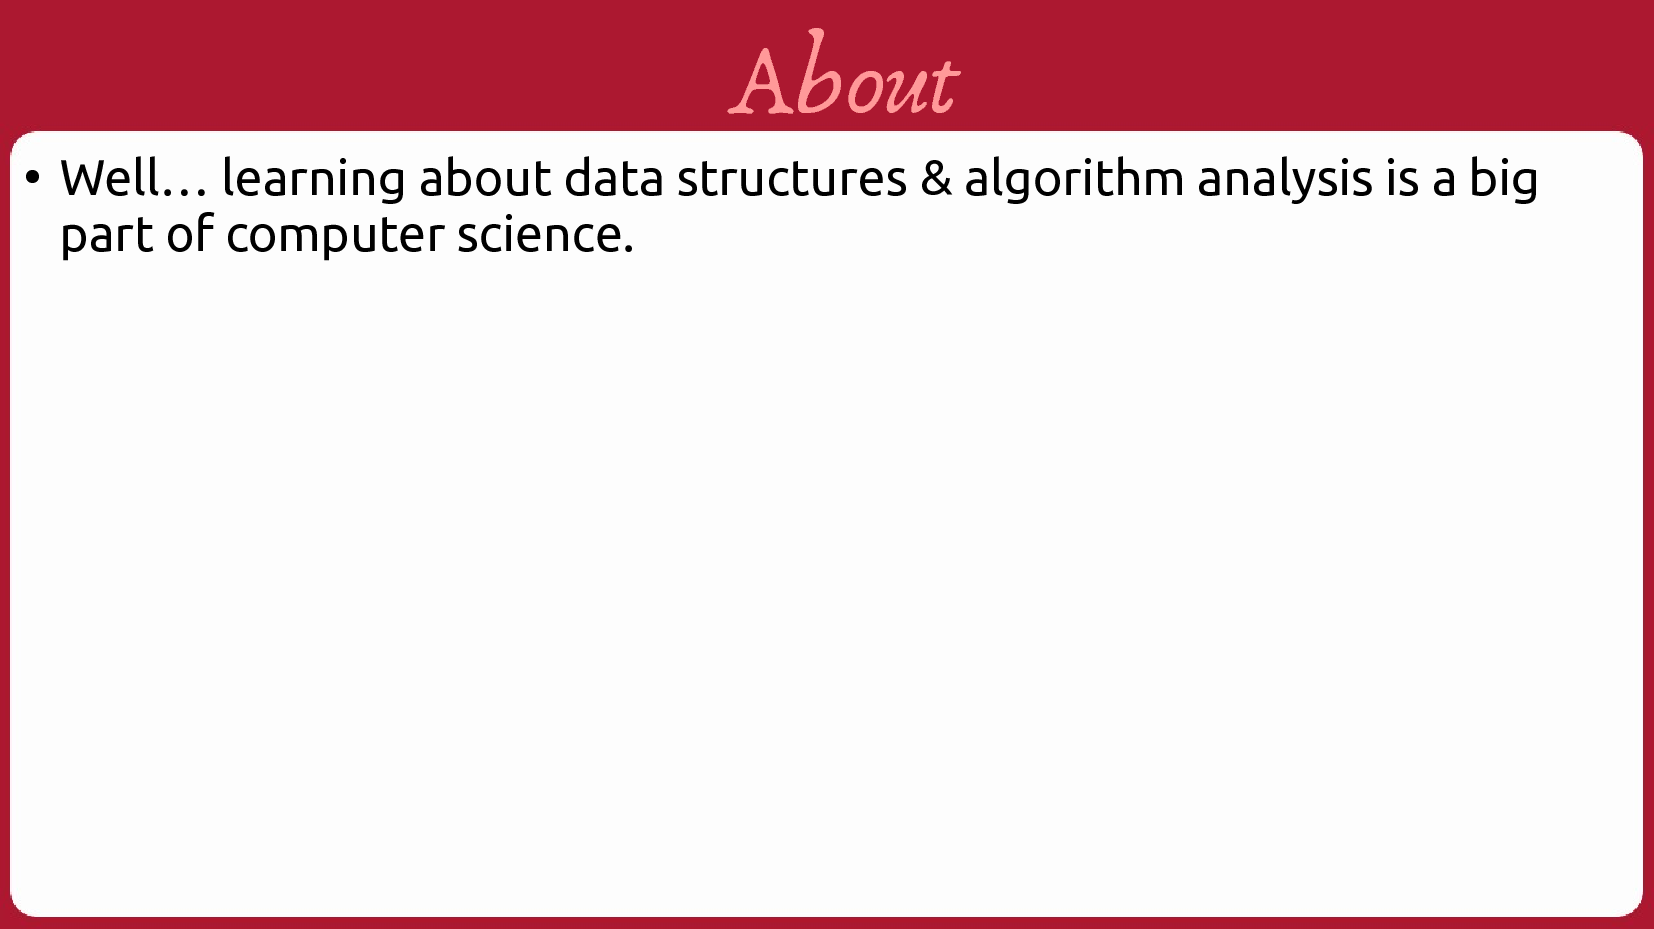 About
• Well… learning about data structures & algorithm analysis is a big
part of computer science.